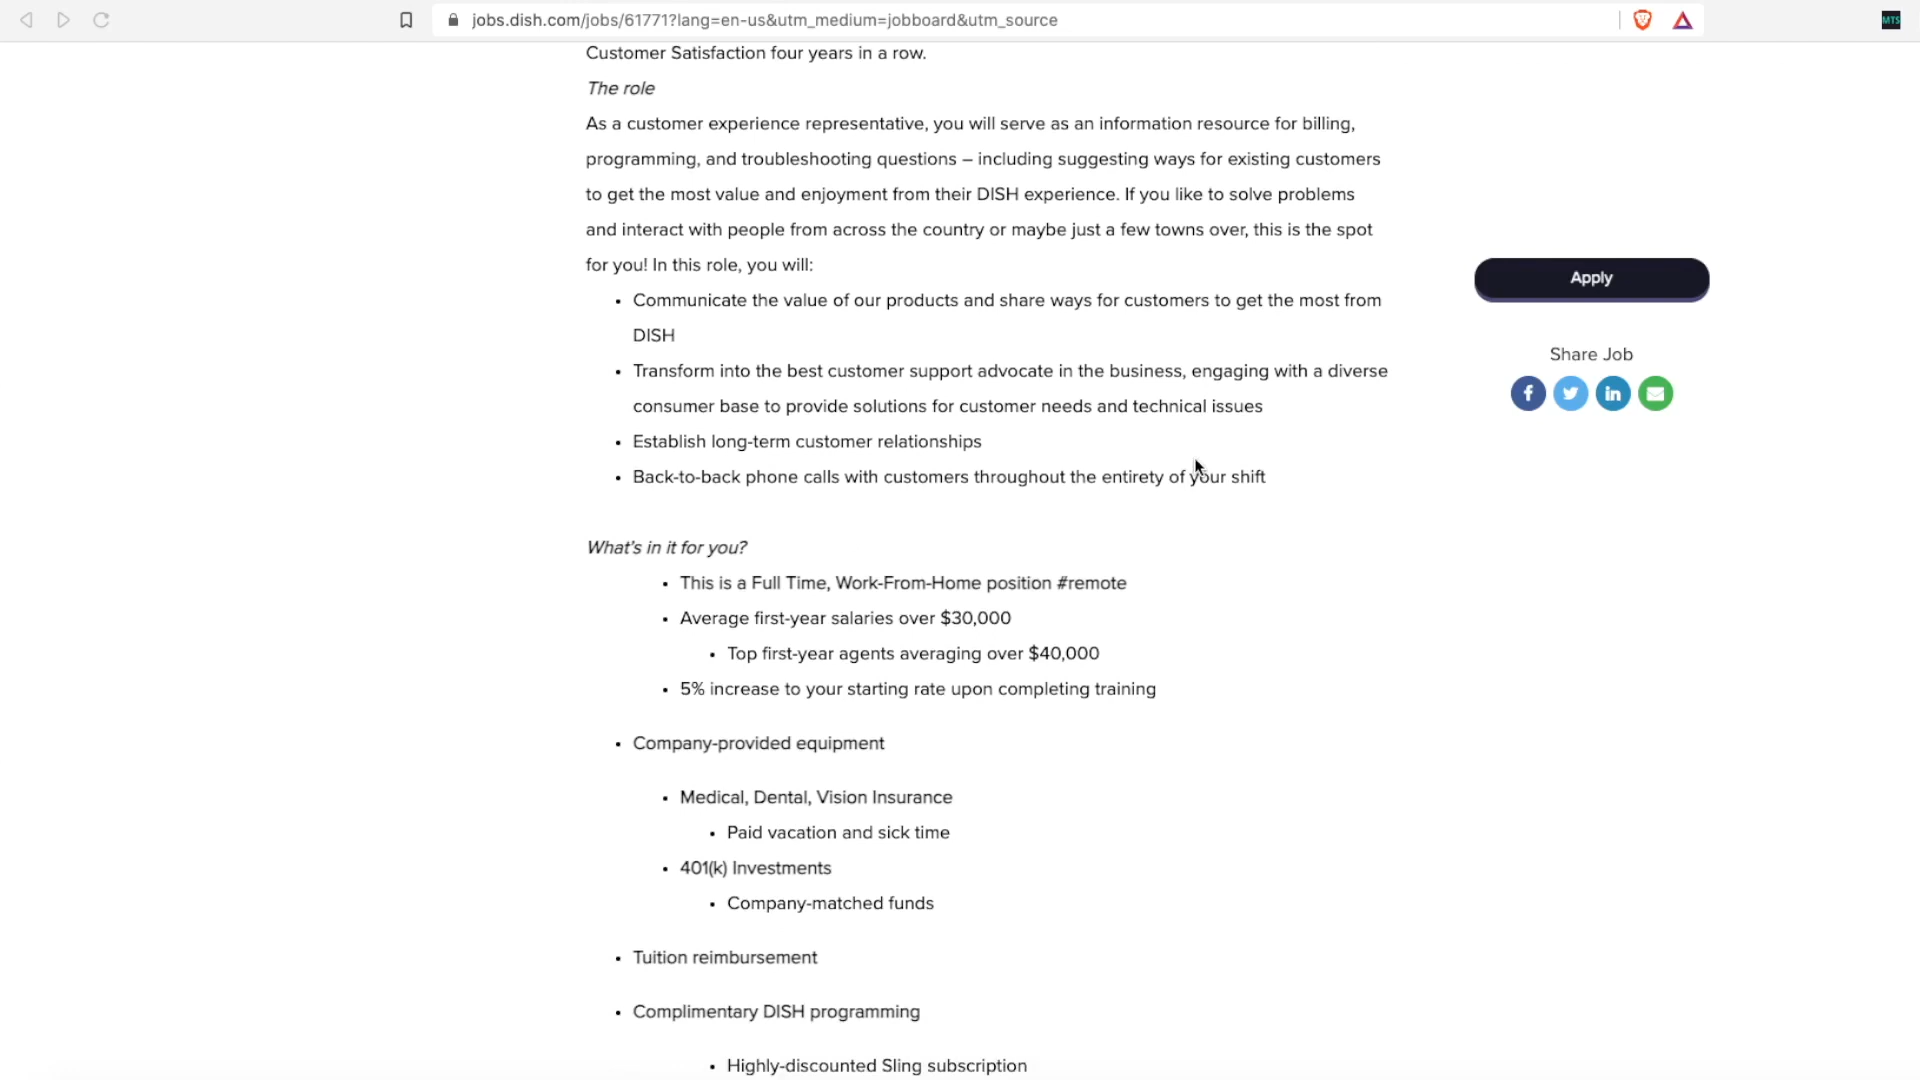 jobs.dish.com/jobs/61771?lang=en-us&utm_medium=jobboard&utm_source
MTS
Customer Satisfaction four years in a row.
The role
As a customer experience representative, you will serve as an information resource for billing,
programming, and troubleshooting questions – including suggesting ways for existing customers
to get the most value and enjoyment from their DISH experience. If you like to solve problems
and interact with people from across the country or maybe just a few towns over, this is the spot
for you! In this role, you will:
• Communicate the value of our products and share ways for customers to get the most from
DISH
• Transform into the best customer support advocate in the business, engaging with a diverse
consumer base to provide solutions for customer needs and technical issues
• Establish long-term customer relationships
• Back-to-back phone calls with customers throughout the entirety of your shift
What's in it for you?
• This is a Full Time, Work-From-Home position #remote
• Average first-year salaries over $30,000
• Top first-year agents averaging over $40,000
• 5% increase to your starting rate upon completing training
• Company-provided equipment
• Medical, Dental, Vision Insurance
• Paid vacation and sick time
• 401(k) Investments
• Company-matched funds
• Tuition reimbursement
• Complimentary DISH programming
• Highly-discounted Sling subscription
Apply
Share Job